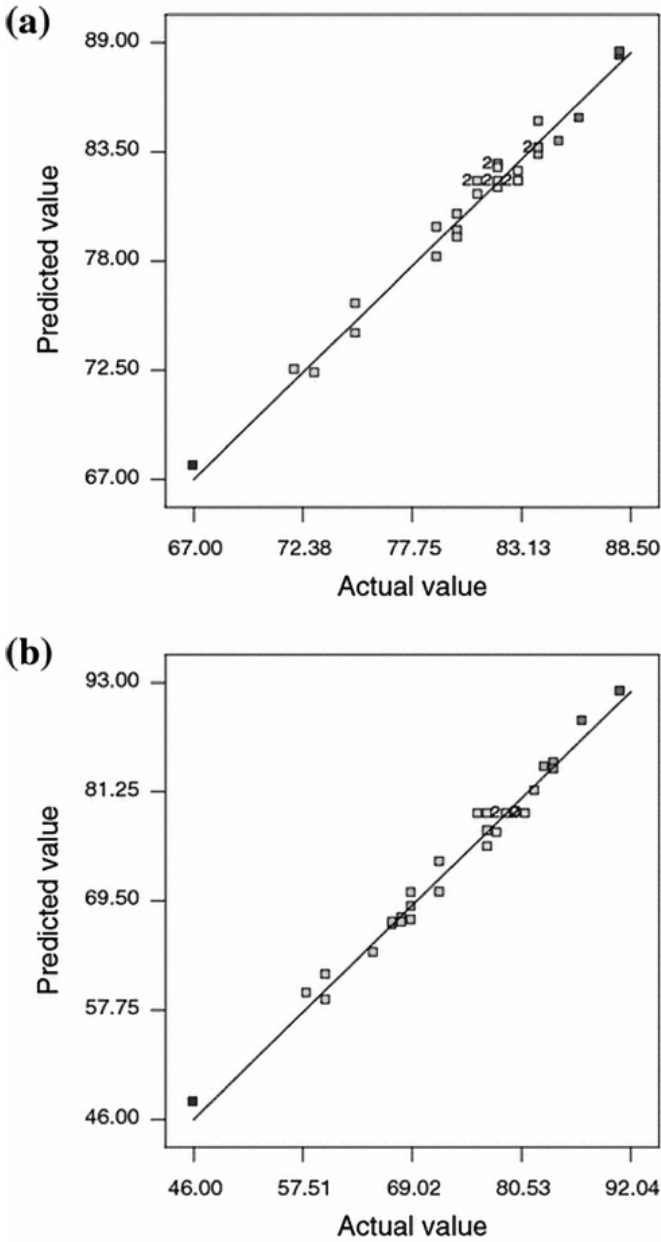 (a)
89.00
83.50
78.00
72.50
67.00
Predicted value
2
2
2 2 2
67.00 72.38 77.75 83.13 88.50
Actual value
(b)
93.00
81.25
69.50
57.75
46.00
Predicted value
2
46.00 57.51 69.02 80.53 92.04
Actual value